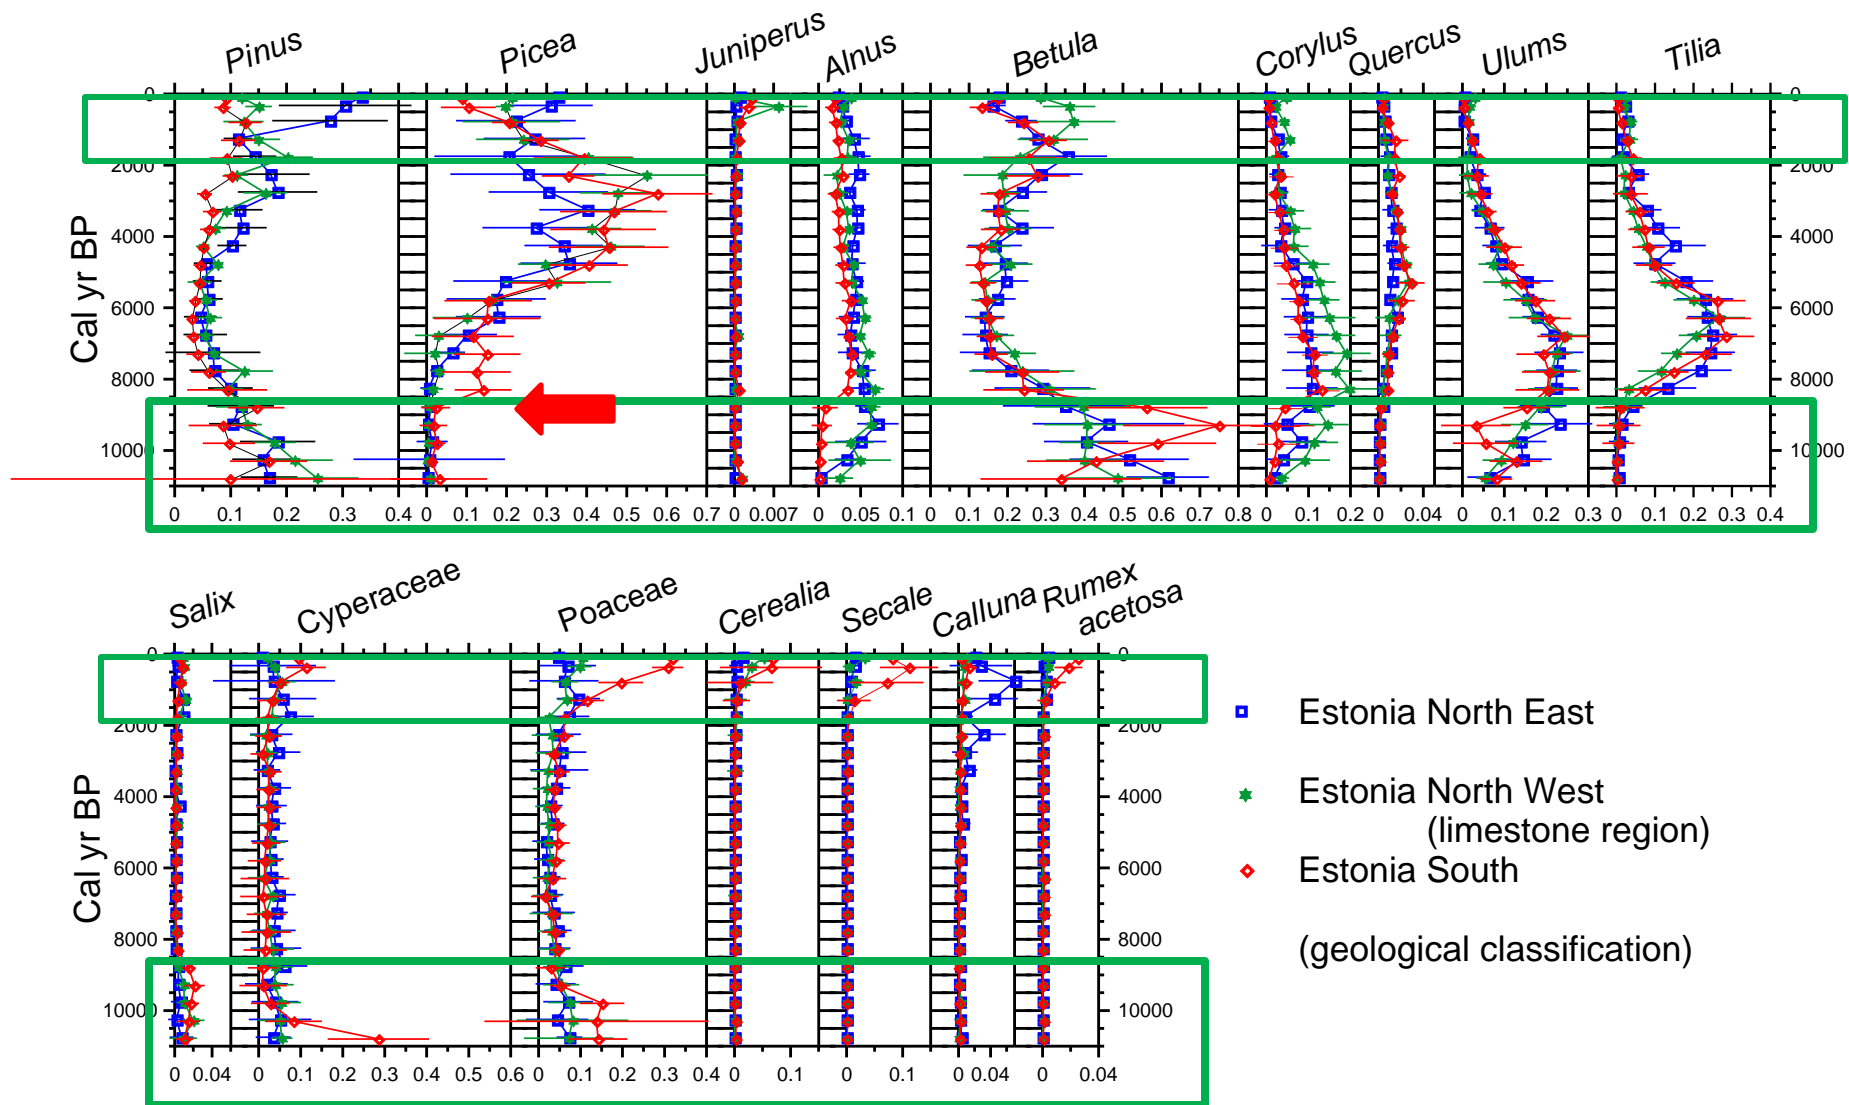 Pinus Picea Juniperus Alnus Betula Corylus Quercus Ulums Tilia
Cal yr BP
0 0
2000 2000
4000 4000
6000 6000
8000 8000
10000 10000
0 0.1 0.2 0.3 0.4 0 0.1 0.2 0.3 0.4 0.5 0.6 0.7 0 0.007 0 0.05 0.1 0 0.1 0.2 0.3 0.4 0.5 0.6 0.7 0.8 0 0.1 0.2 0 0.04 0 0.1 0.2 0.3 0 0.1 0.2 0.3 0.4
Salix Cyperaceae Poaceae Cerealia Secale Calluna Rumex
acetosa
Cal yr BP
0 0
2000 2000
4000 4000
6000 6000
8000 8000
10000 10000
0 0.04 0 0.1 0.2 0.3 0.4 0.5 0.6 0 0.1 0.2 0.3 0.4 0 0.1 0 0.1 0 0.04 0 0.04
Estonia North East
Estonia North West
(limestone region)
Estonia South
(geological classification)